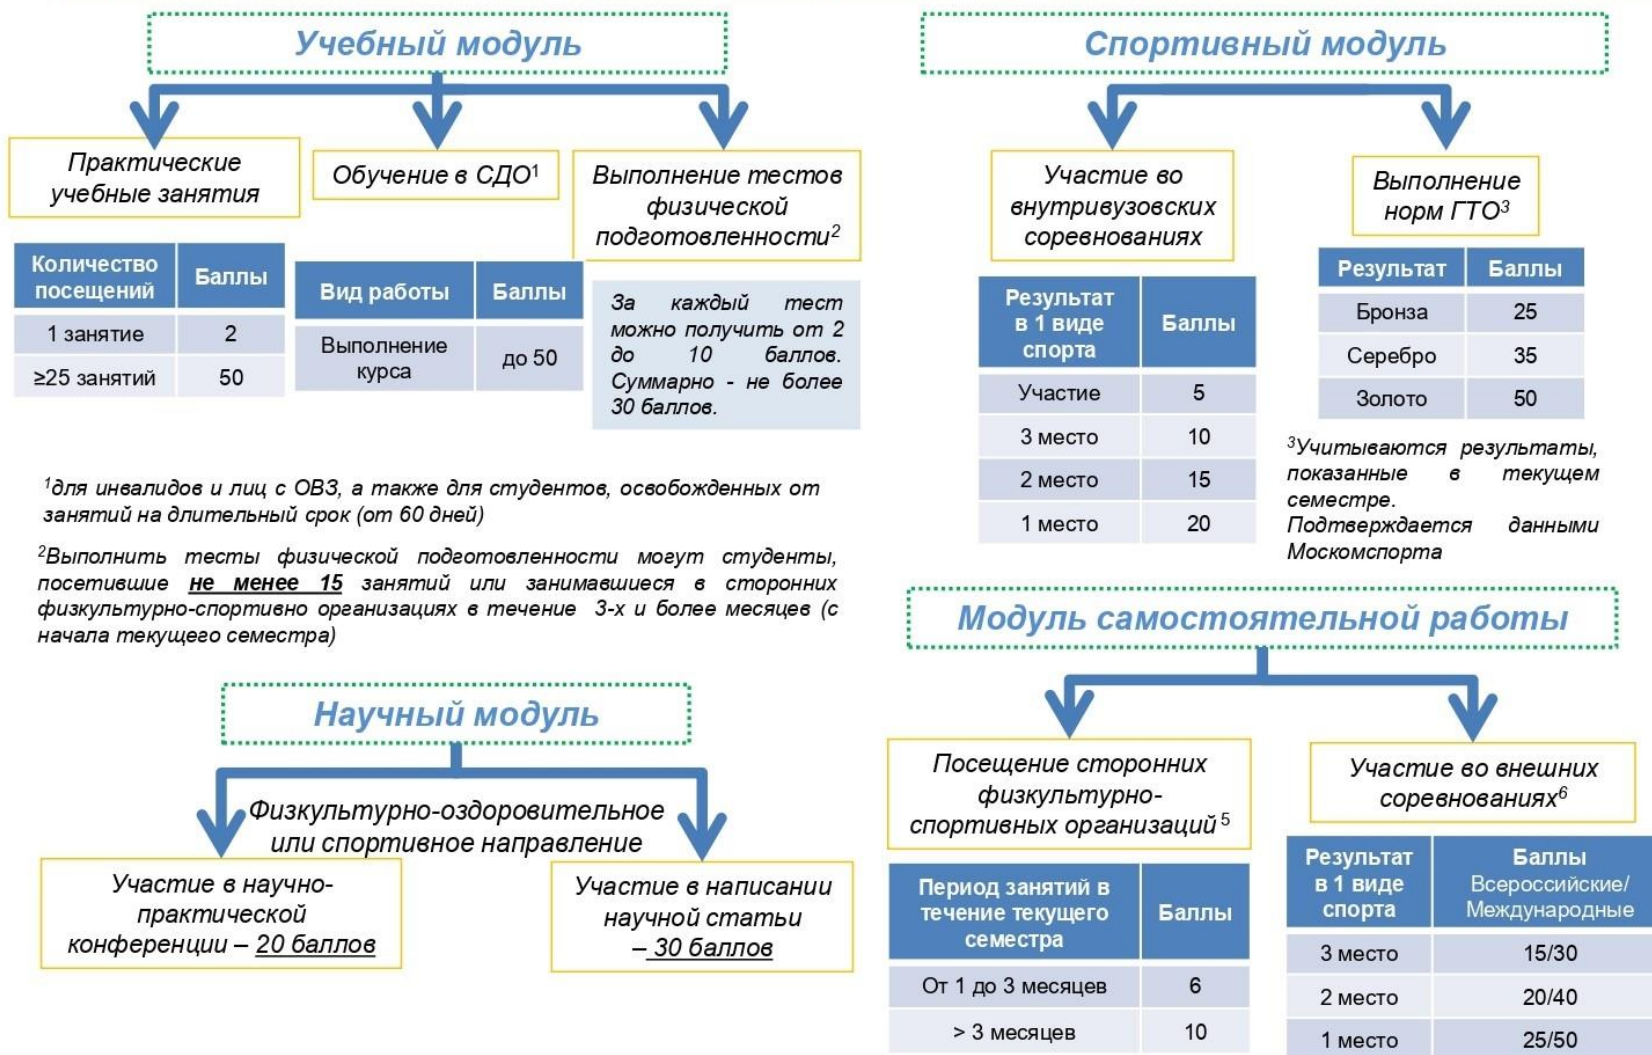 Учебный модуль
Практические
учебные занятия
Обучение в СДО¹
Выполнение тестов
физической
подготовленности²
Количество посещений Баллы
1 занятие 2
≥25 занятий 50
Вид работы Баллы
Выполнение курса до 50
За каждый тест
можно получить от 2
до 10 баллов.
Суммарно - не более
30 баллов.
¹для инвалидов и лиц с ОВЗ, а также для студентов, освобожденных от
занятий на длительный срок (от 60 дней)
²Выполнить тесты физической подготовленности могут студенты,
посетившие не менее 15 занятий или занимавшиеся в сторонних
физкультурно-спортивно организациях в течение 3-х и более месяцев (с
начала текущего семестра)
Спортивный модуль
Участие во
внутривузовских
соревнованиях
Результат в 1 виде спорта Баллы
Участие 5
3 место 10
2 место 15
1 место 20
Выполнение
норм ГТО³
Результат Баллы
Бронза 25
Серебро 35
Золото 50
³Учитываются результаты,
показанные в текущем
семестре.
Подтверждается данными
Москомспорта
Научный модуль
Физкультурно-оздоровительное
или спортивное направление
Участие в научно-
практической
конференции – 20 баллов
Участие в написании
научной статьи
– 30 баллов
Модуль самостоятельной работы
Посещение сторонних
физкультурно-
спортивных организаций ⁵
Период занятий в течение текущего семестра Баллы
От 1 до 3 месяцев 6
> 3 месяцев 10
Участие во внешних
соревнованиях⁶
Результат в 1 виде спорта Баллы Всероссийские/ Международные
3 место 15/30
2 место 20/40
1 место 25/50